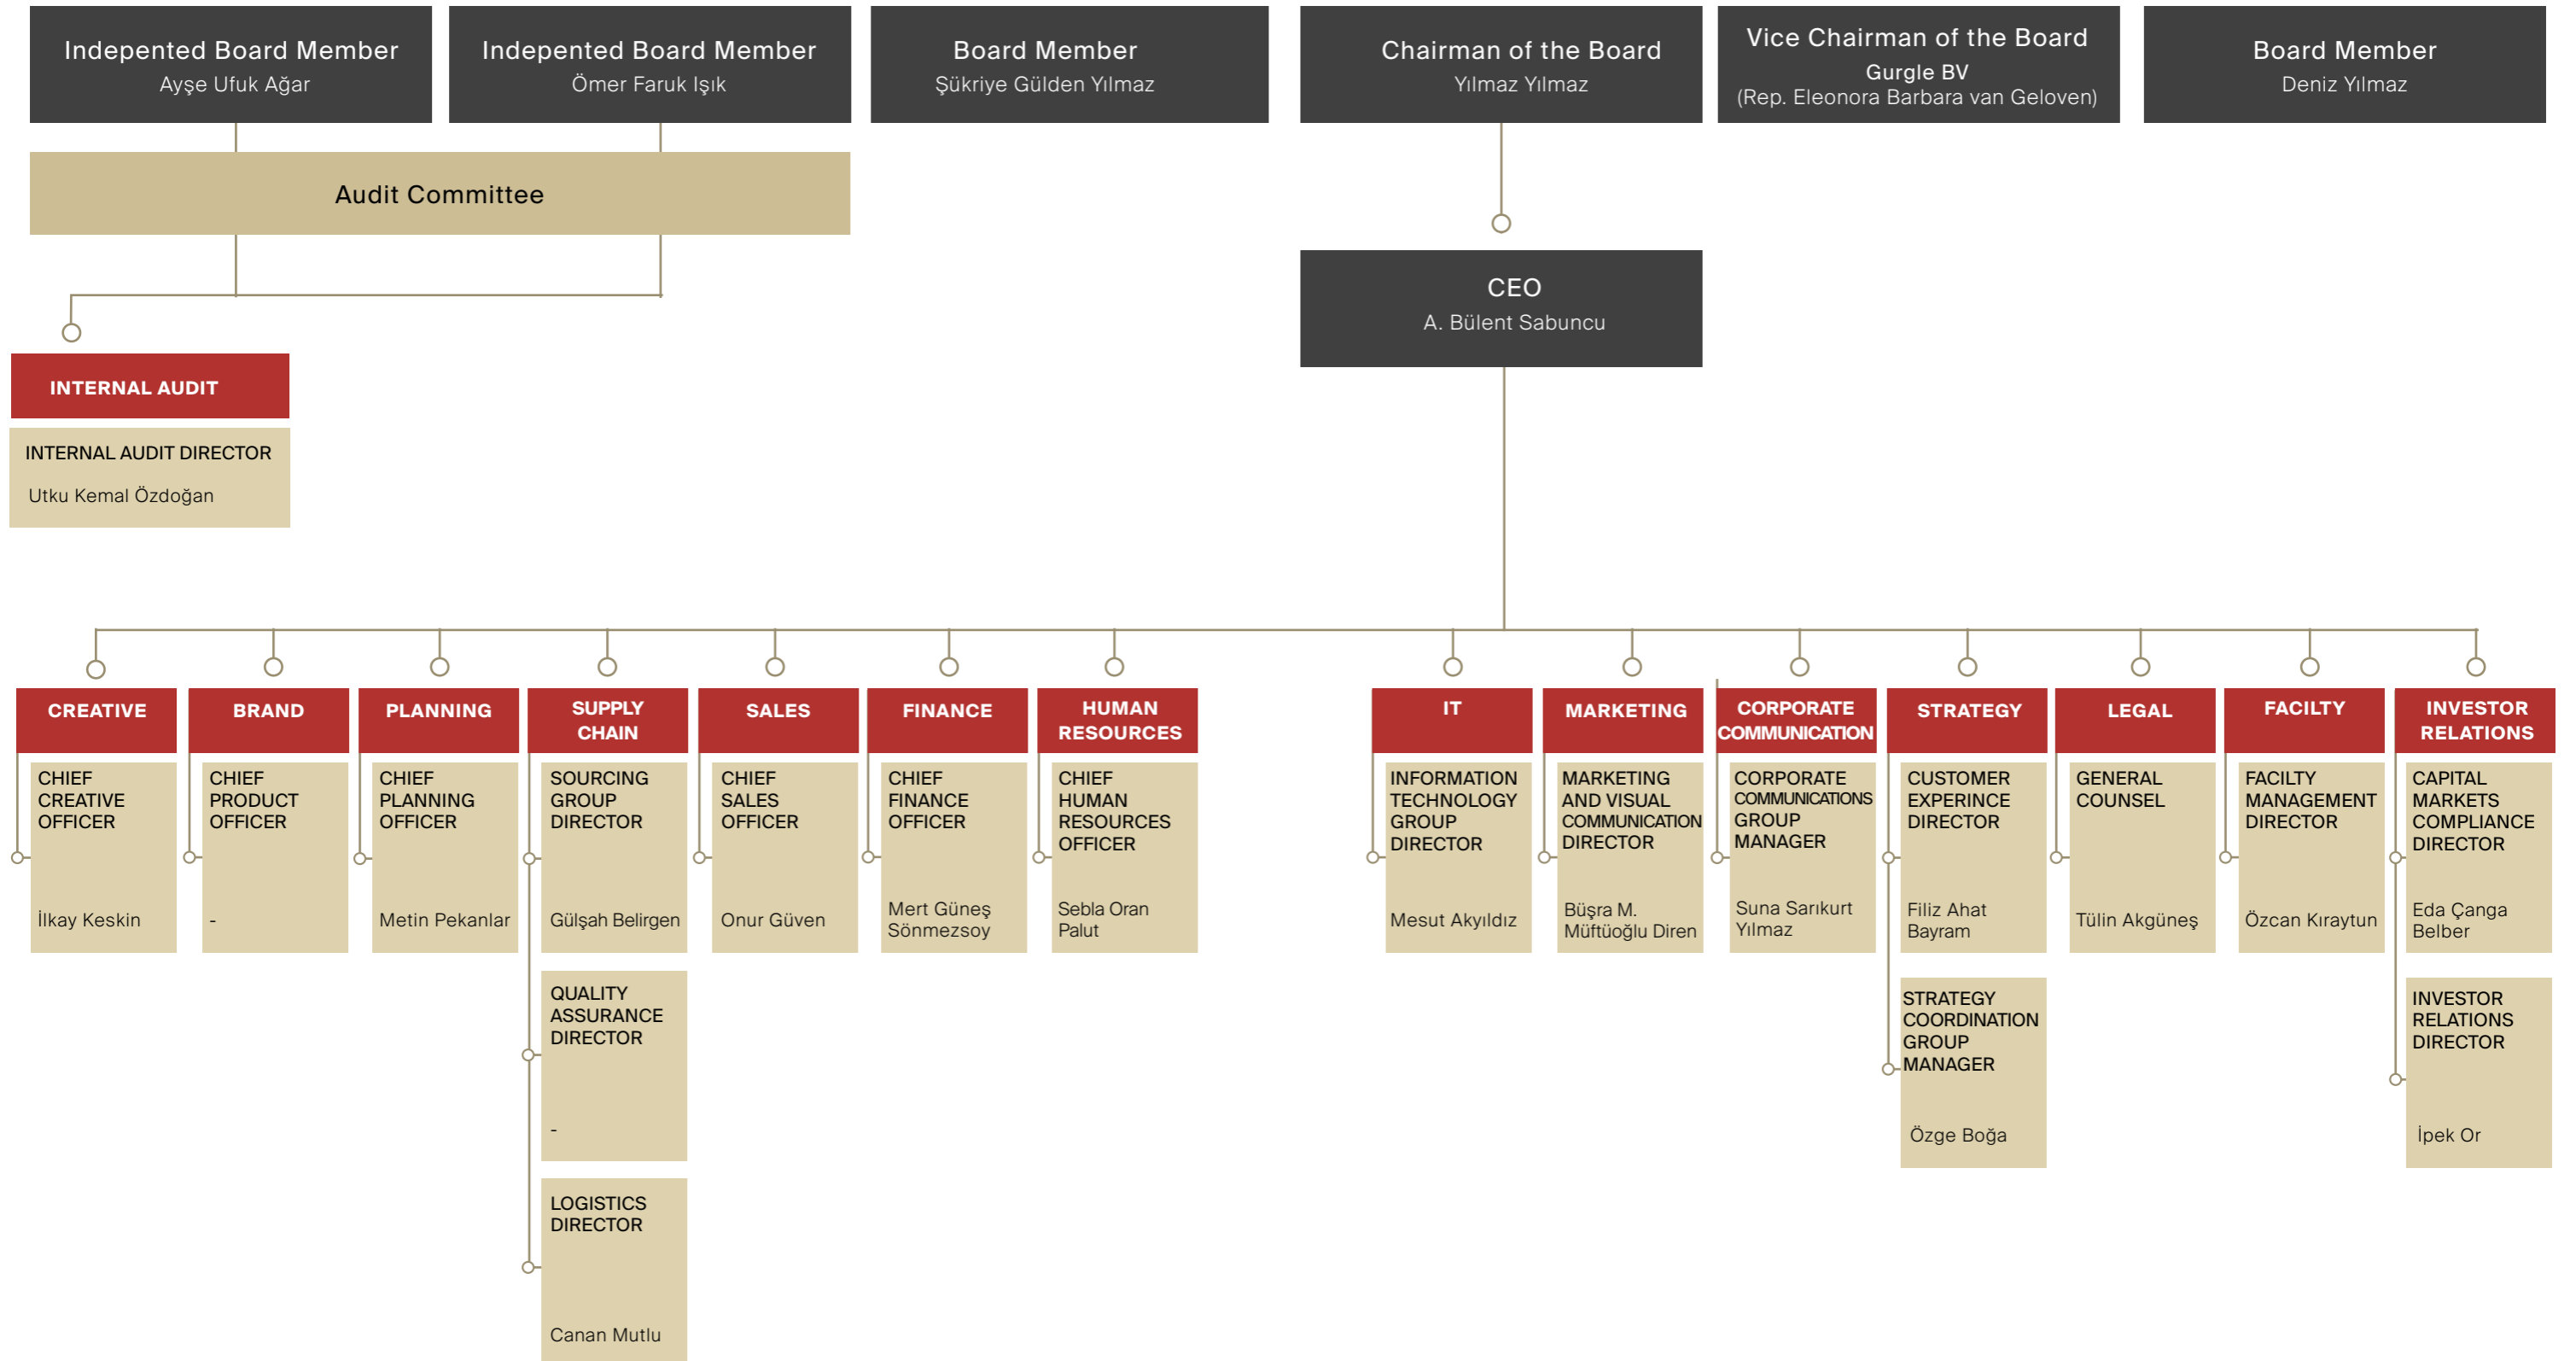 Indepented Board Member
Ayşe Ufuk Ağar
Indepented Board Member
Ömer Faruk Işık
Board Member
Şükriye Gülden Yılmaz
Chairman of the Board
Yılmaz Yılmaz
Vice Chairman of the Board
Gurgle BV
(Rep. Eleonora Barbara van Geloven)
Board Member
Deniz Yılmaz
Audit Committee
CEO
A. Bülent Sabuncu
INTERNAL AUDIT
INTERNAL AUDIT DIRECTOR
Utku Kemal Özdoğan
CREATIVE
CHIEF
CREATIVE
OFFICER
İlkay Keskin
BRAND
CHIEF
PRODUCT
OFFICER
-
PLANNING
CHIEF
PLANNING
OFFICER
Metin Pekanlar
SUPPLY
CHAIN
SOURCING
GROUP
DIRECTOR
Gülşah Belirgen
QUALITY
ASSURANCE
DIRECTOR
-
LOGISTICS
DIRECTOR
Canan Mutlu
SALES
CHIEF
SALES
OFFICER
Onur Güven
FINANCE
CHIEF
FINANCE
OFFICER
Mert Güneş
Sönmezsoy
HUMAN
RESOURCES
CHIEF
HUMAN
RESOURCES
OFFICER
Sebla Oran
Palut
IT
INFORMATION
TECHNOLOGY
GROUP
DIRECTOR
Mesut Akyıldız
MARKETING
MARKETING
AND VISUAL
COMMUNICATION
DIRECTOR
Büşra M.
Müftüoğlu Diren
CORPORATE
COMMUNICATION
CORPORATE
COMMUNICATIONS
GROUP
MANAGER
Suna Sarıkurt
Yılmaz
STRATEGY
CUSTOMER
EXPERINCE
DIRECTOR
Filiz Ahat
Bayram
STRATEGY
COORDINATION
GROUP
MANAGER
Özge Boğa
LEGAL
GENERAL
COUNSEL
Tülin Akgüneş
FACILTY
FACILTY
MANAGEMENT
DIRECTOR
Özcan Kıraytun
INVESTOR
RELATIONS
CAPITAL
MARKETS
COMPLIANCE
DIRECTOR
Eda Çanga
Belber
INVESTOR
RELATIONS
DIRECTOR
İpek Or